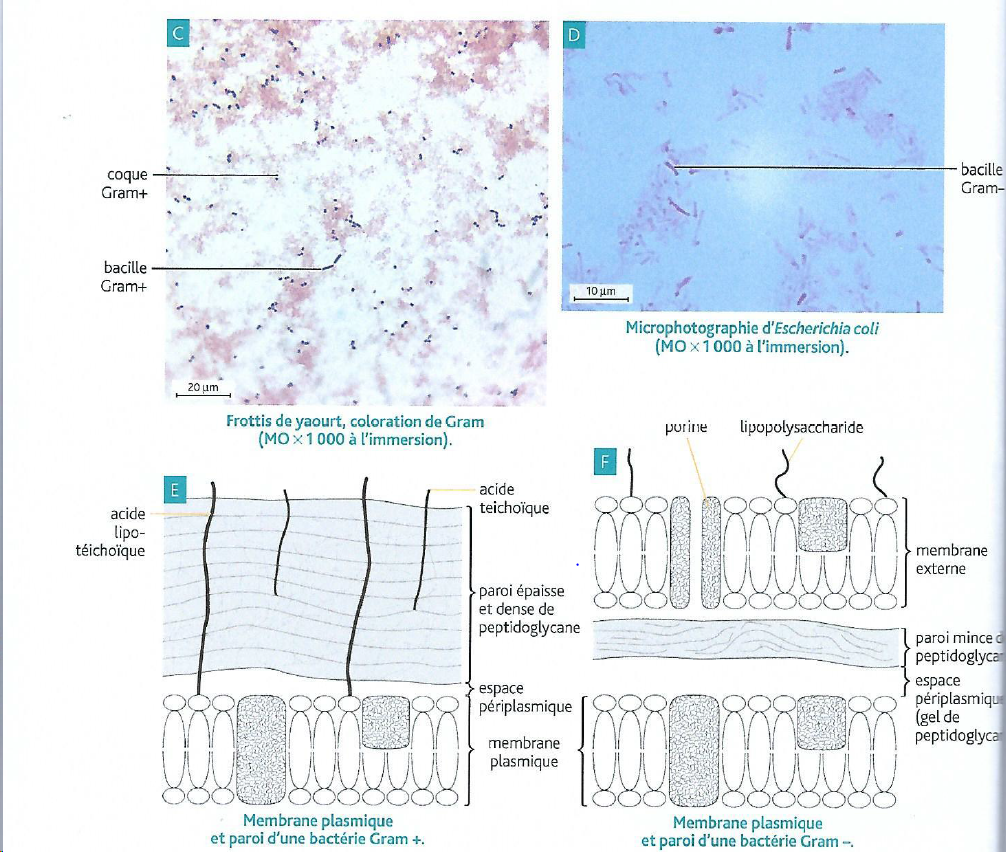 C
coque
Gram+
bacille
Gram+
20 µm
Frottis de yaourt, coloration de Gram
(MO × 1 000 à l'immersion).
D
bacille
Gram–
10 µm
Microphotographie d'Escherichia coli
(MO × 1 000 à l'immersion).
E
acide
lipo-
téichoïque
acide
teichoïque
paroi épaisse
et dense de
peptidoglycane
espace
périplasmique
membrane
plasmique
Membrane plasmique
et paroi d'une bactérie Gram +.
F
porine
lipopolysaccharide
membrane
externe
paroi mince
espace
(gel de
Membrane plasmique
et paroi d'une bactérie Gram –.